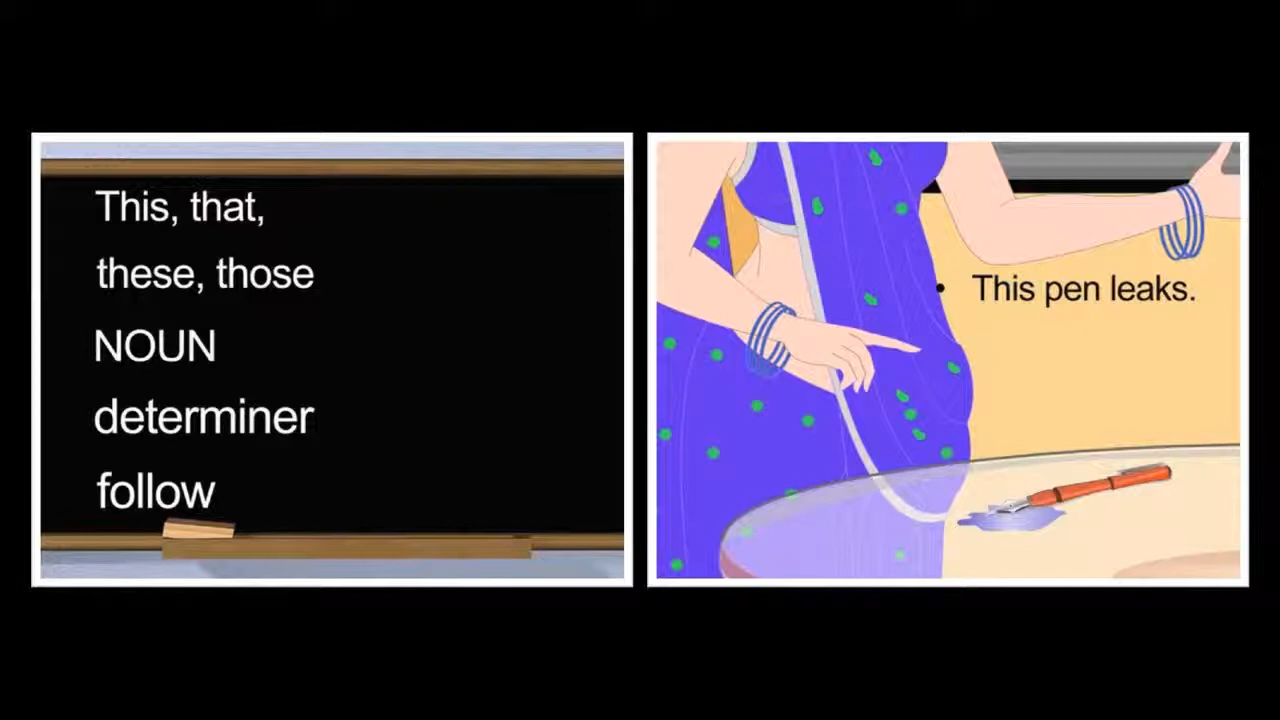 This, that,
these, those
NOUN
determiner
follow
• This pen leaks.